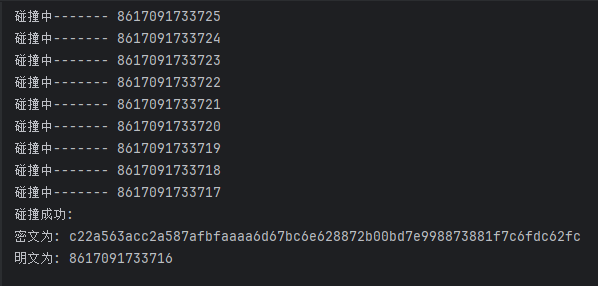 碰撞中------- 8617091733725
碰撞中------- 8617091733724
碰撞中------- 8617091733723
碰撞中------- 8617091733722
碰撞中------- 8617091733721
碰撞中------- 8617091733720
碰撞中------- 8617091733719
碰撞中------- 8617091733718
碰撞中------- 8617091733717
碰撞成功:
密文为: c22a563acc2a587afbfaaaa6d67bc6e628872b00bd7e998873881f7c6fdc62fc
明文为: 8617091733716